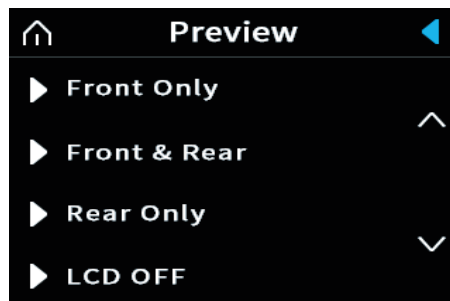 Preview
Front Only
Front & Rear
Rear Only
LCD OFF